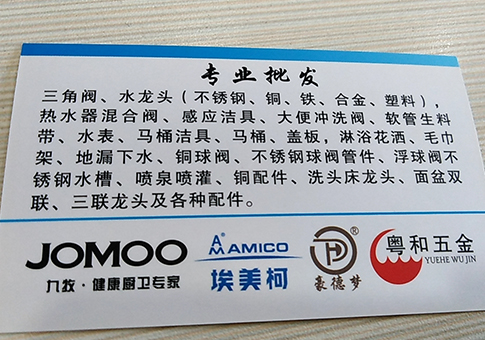 专业批发
三角阀、水龙头（不锈钢、铜、铁、合金、塑料），
热水器混合阀、感应洁具、大便冲洗阀、软管生料
带、水表、马桶洁具、马桶、盖板，淋浴花洒、毛巾
架、地漏下水、铜球阀、不锈钢球阀管件、浮球阀不
锈钢水槽、喷泉喷灌、铜配件、洗头床龙头、面盆双
联、三联龙头及各种配件。
JOMOO
九牧·健康厨卫专家
AM AMICO
埃美柯
豪德梦
粤和五金
YUEHE WU JIN